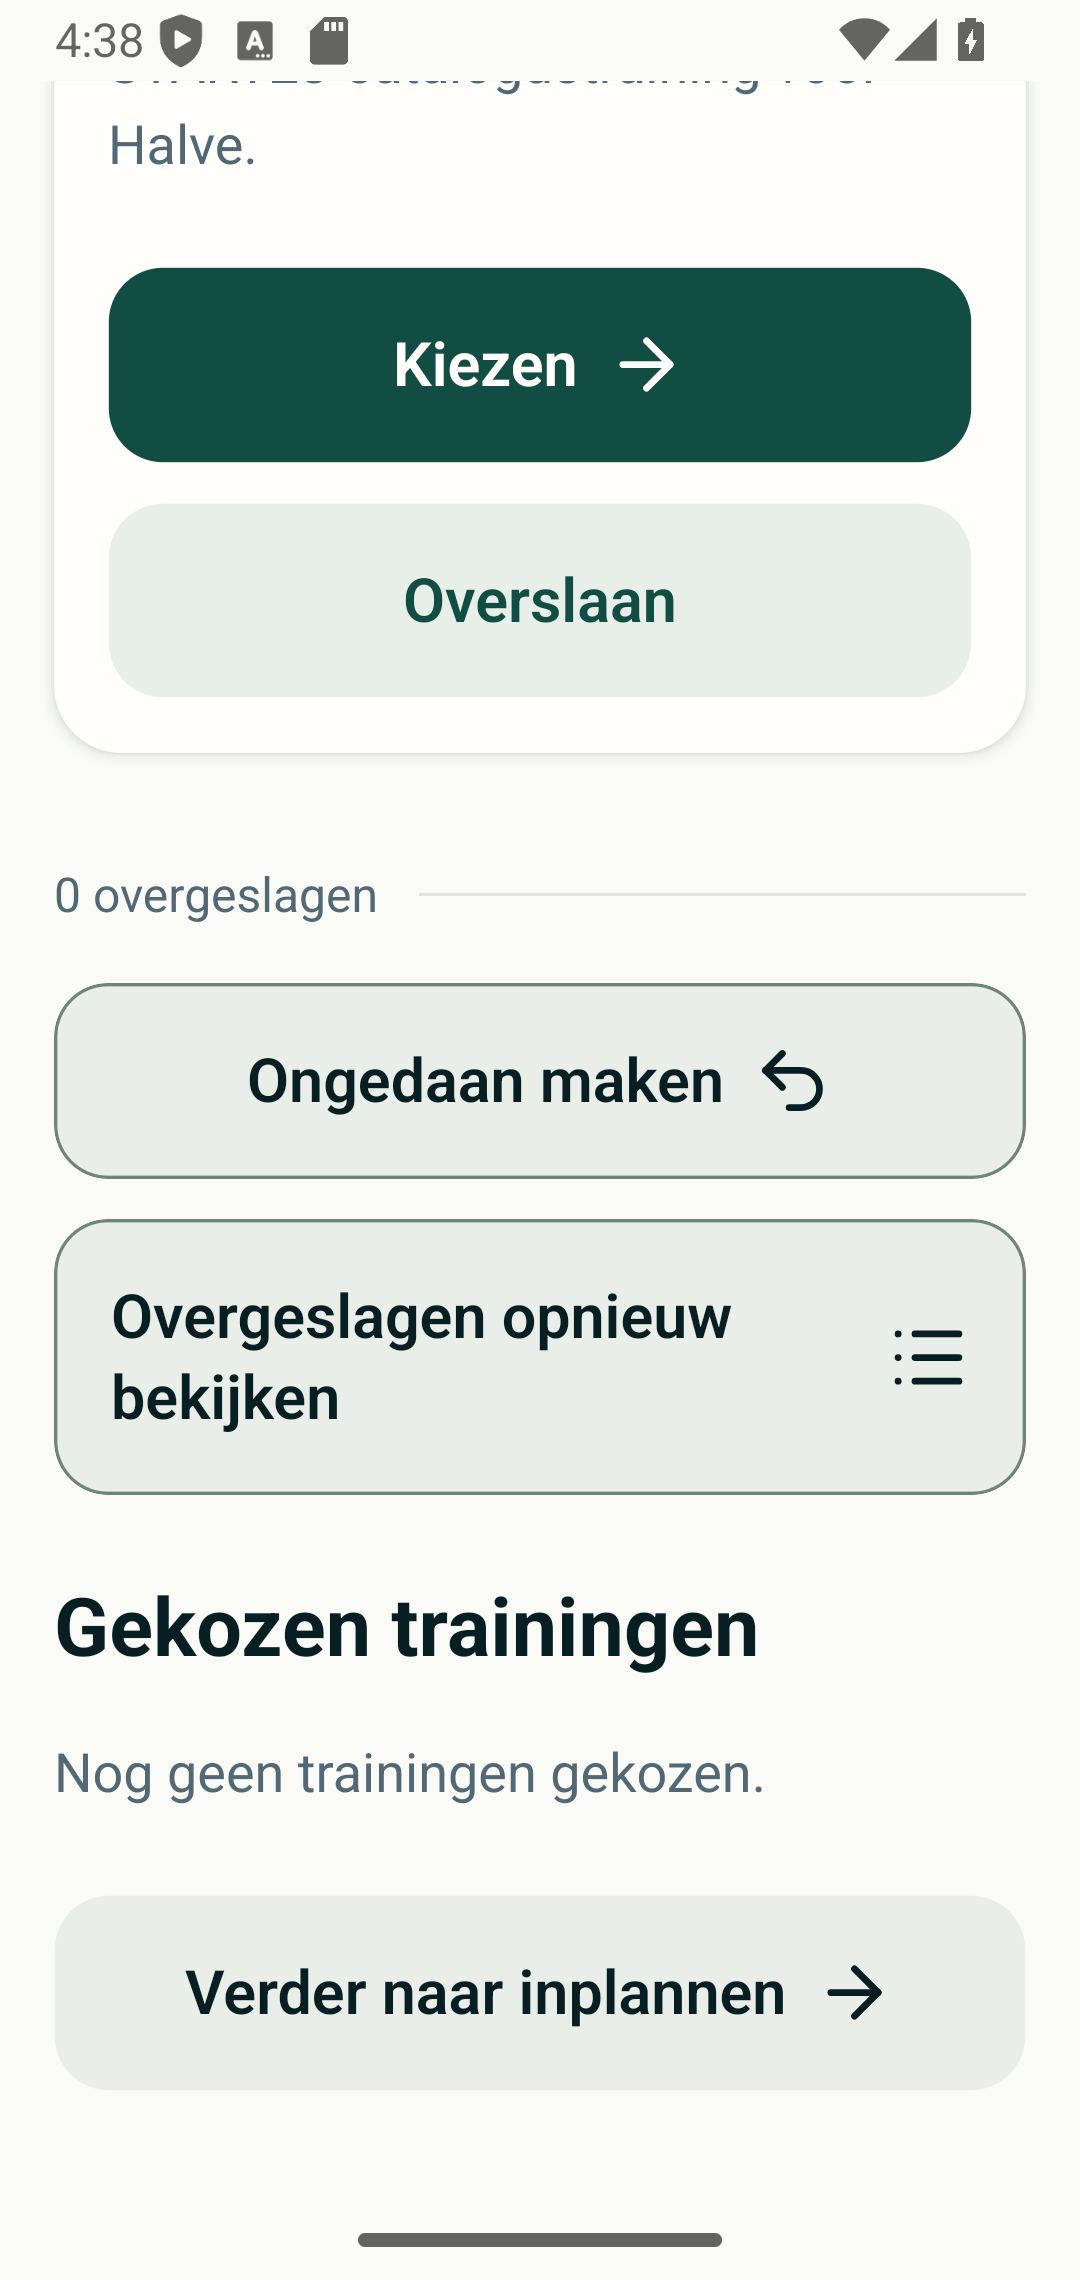 4:38
Halve.
Kiezen
Overslaan
0 overgeslagen
Ongedaan maken
Overgeslagen opnieuw
bekijken
Gekozen trainingen
Nog geen trainingen gekozen.
Verder naar inplannen